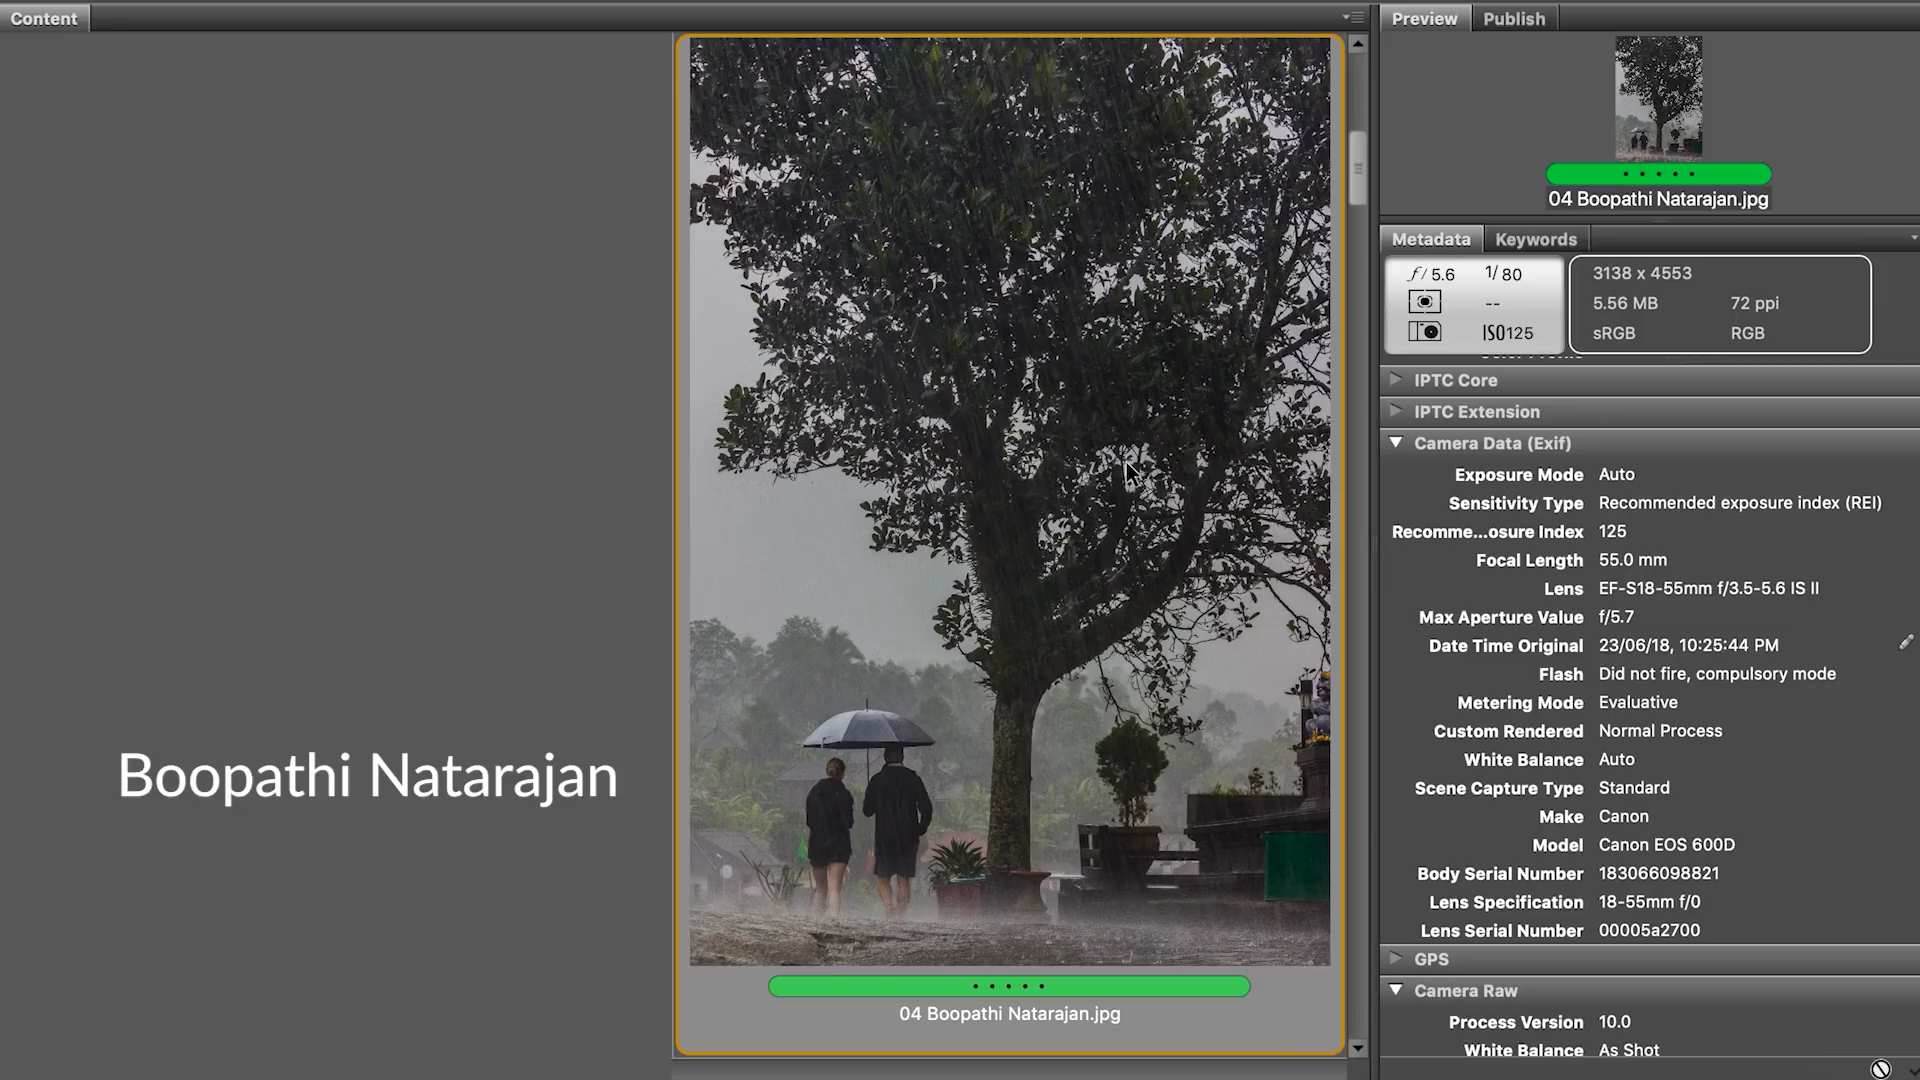 Content
Preview
Publish
04 Boopathi Natarajan.jpg
Metadata
Keywords
ƒ/ 5.6 1/ 80
--
ISO125
3138 x 4553
5.56 MB 72 ppi
sRGB RGB
IPTC Core
IPTC Extension
Camera Data (Exif)
Exposure Mode Auto
Sensitivity Type Recommended exposure index (REI)
Recomme...osure Index 125
Focal Length 55.0 mm
Lens EF-S18-55mm f/3.5-5.6 IS II
Max Aperture Value f/5.7
Date Time Original 23/06/18, 10:25:44 PM
Flash Did not fire, compulsory mode
Metering Mode Evaluative
Custom Rendered Normal Process
White Balance Auto
Scene Capture Type Standard
Make Canon
Model Canon EOS 600D
Body Serial Number 183066098821
Lens Specification 18-55mm f/0
Lens Serial Number 00005a2700
GPS
Camera Raw
Process Version 10.0
White Balance As Shot
Boopathi Natarajan
04 Boopathi Natarajan.jpg